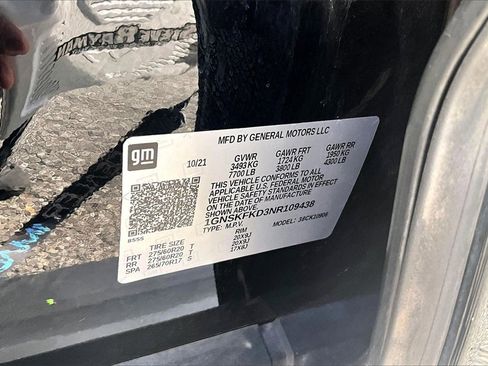 MFD BY GENERAL MOTORS LLC
gm
10/21 GVWR GAWR FRT GAWR RR
3493 KG 1724 KG 1950 KG
7700 LB 3800 LB 4300 LB
THIS VEHICLE CONFORMS TO ALL
APPLICABLE U.S. FEDERAL MOTOR
VEHICLE SAFETY STANDARDS IN EFFECT
ON THE DATE OF MANUFACTURE SHOWN ABOVE.
1GNSKFKD3NR109438
TYPE: M.P.V. MODEL:
TIRE SIZE RIM
FRT 275/60R20 T 20X9J
RR 275/60R20 T 20X9J
SPA 265/70R17 S 17X8J